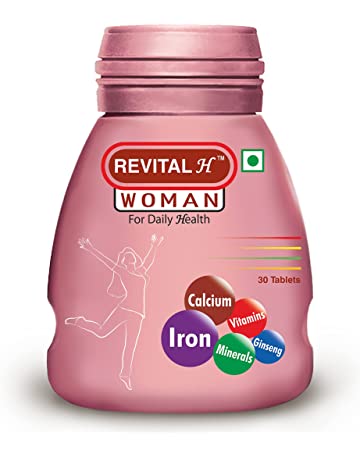 REVITAL H™
WOMAN
For Daily Health
30 Tablets
Calcium
Vitamins
Iron
Minerals
Ginseng